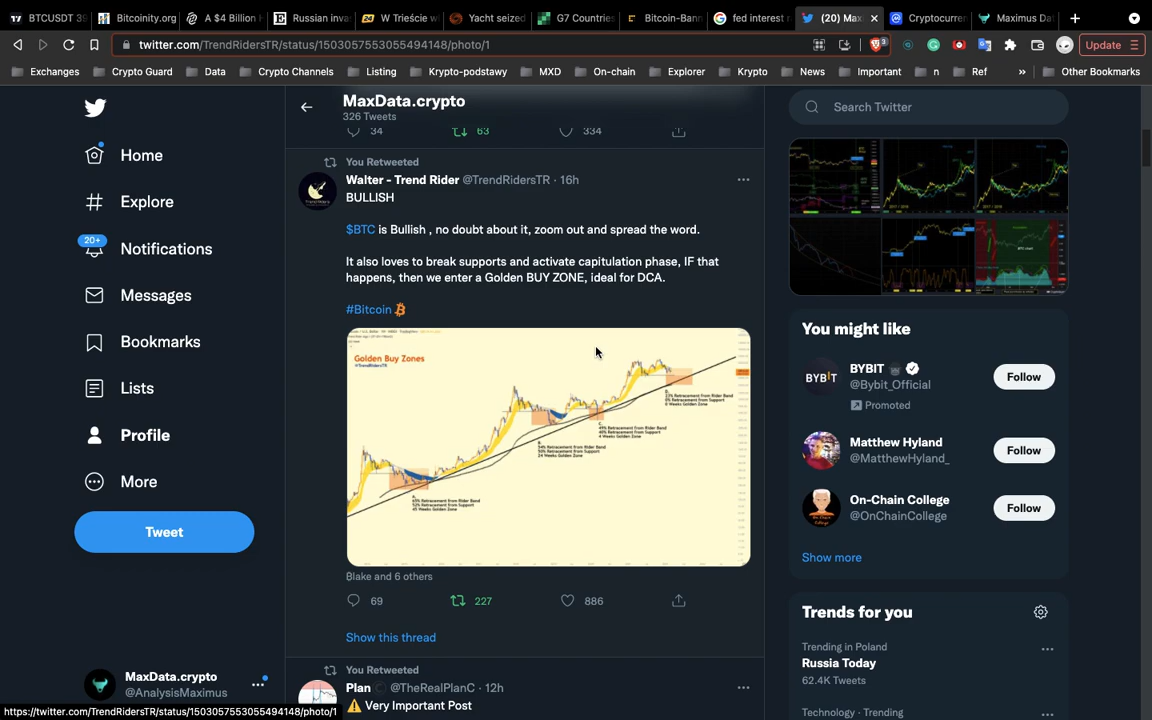 BTCUSDT 38
Bitcoinity.org
A $4 Billion
Russian inva
W Trieście w
Yacht seized
G7 Countries
Bitcoin-Bann
fed interest r
(20) Max
Cryptocurren
Maximus Da
twitter.com/TrendRidersTR/status/1503057553055494148/photo/1
Update
Exchanges
Crypto Guard
Data
Crypto Channels
Listing
Krypto-podstawy
MXD
On-chain
Explorer
Krypto
News
Important
n
Ref
»
Other Bookmarks
Home
Explore
20+
Notifications
Messages
Bookmarks
Lists
Profile
More
Tweet
MaxData.crypto
@AnalysisMaximus
https://twitter.com/TrendRidersTR/status/1503057553055494148/photo/1
MaxData.crypto
326 Tweets
34
63
334
You Retweeted
Walter - Trend Rider @TrendRidersTR · 16h
BULLISH
$BTC is Bullish , no doubt about it, zoom out and spread the word.
It also loves to break supports and activate capitulation phase, IF that
happens, then we enter a Golden BUY ZONE, ideal for DCA.
#Bitcoin
Golden Buy Zones
@TrendRidersTR
₿lake and 6 others
69
227
886
Show this thread
You Retweeted
Plan @TheRealPlanC · 12h
Very Important Post
Search Twitter
You might like
BYBIT
@Bybit_Official
Promoted
Follow
Matthew Hyland
@MatthewHyland_
Follow
On-Chain College
@OnChainCollege
Follow
Show more
Trends for you
Trending in Poland
Russia Today
62.4K Tweets
Technology · Trending